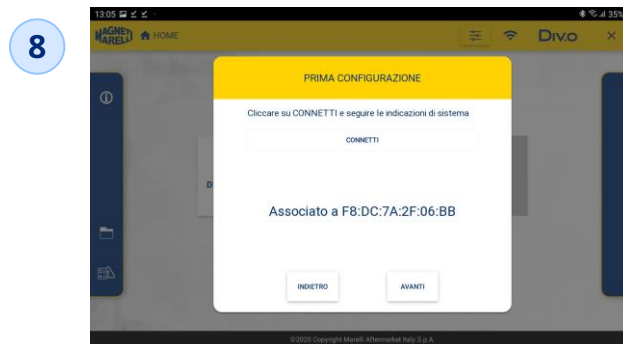 8
13:05
35%
MAGNETI MARELLI
HOME
DIV.O
PRIMA CONFIGURAZIONE
Cliccare su CONNETTI e seguire le indicazioni di sistema
CONNETTI
D
Associato a F8:DC:7A:2F:06:BB
INDIETRO
AVANTI
©2020 Copyright Marelli Aftermarket Italy S.p.A.